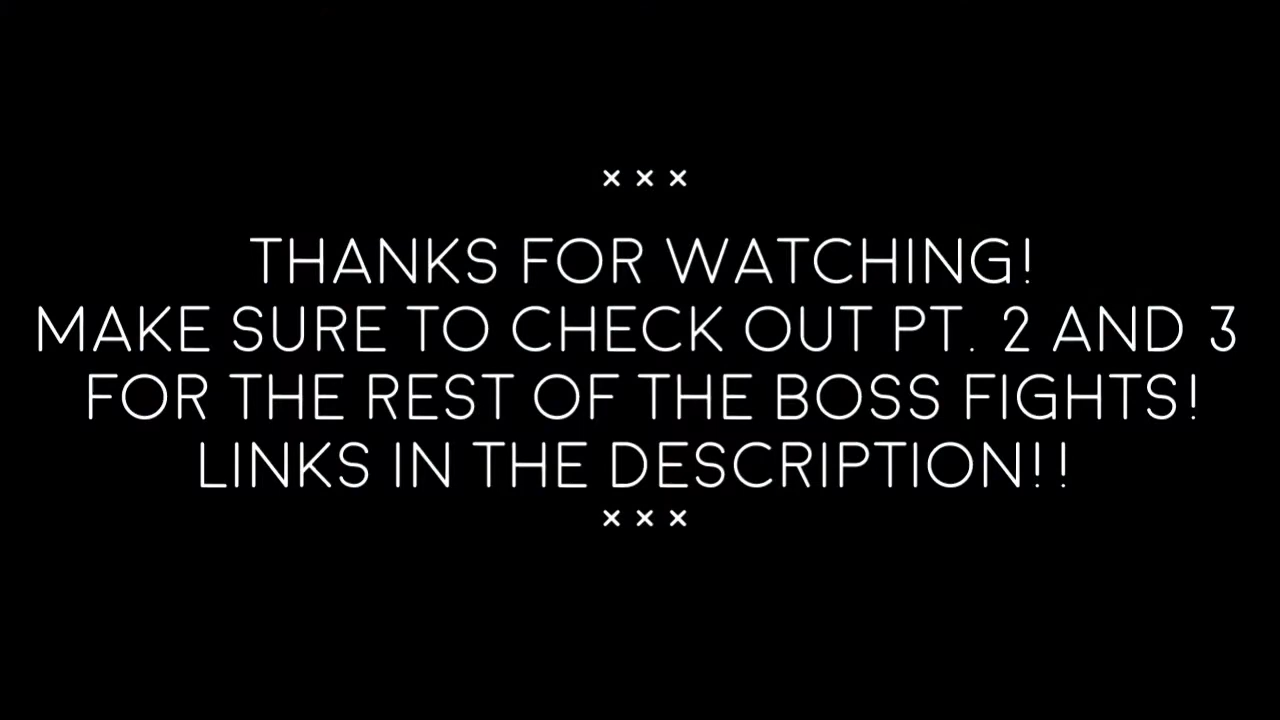 × × ×
THANKS FOR WATCHING!
MAKE SURE TO CHECK OUT PT. 2 AND 3
FOR THE REST OF THE BOSS FIGHTS!
LINKS IN THE DESCRIPTION!!
× × ×